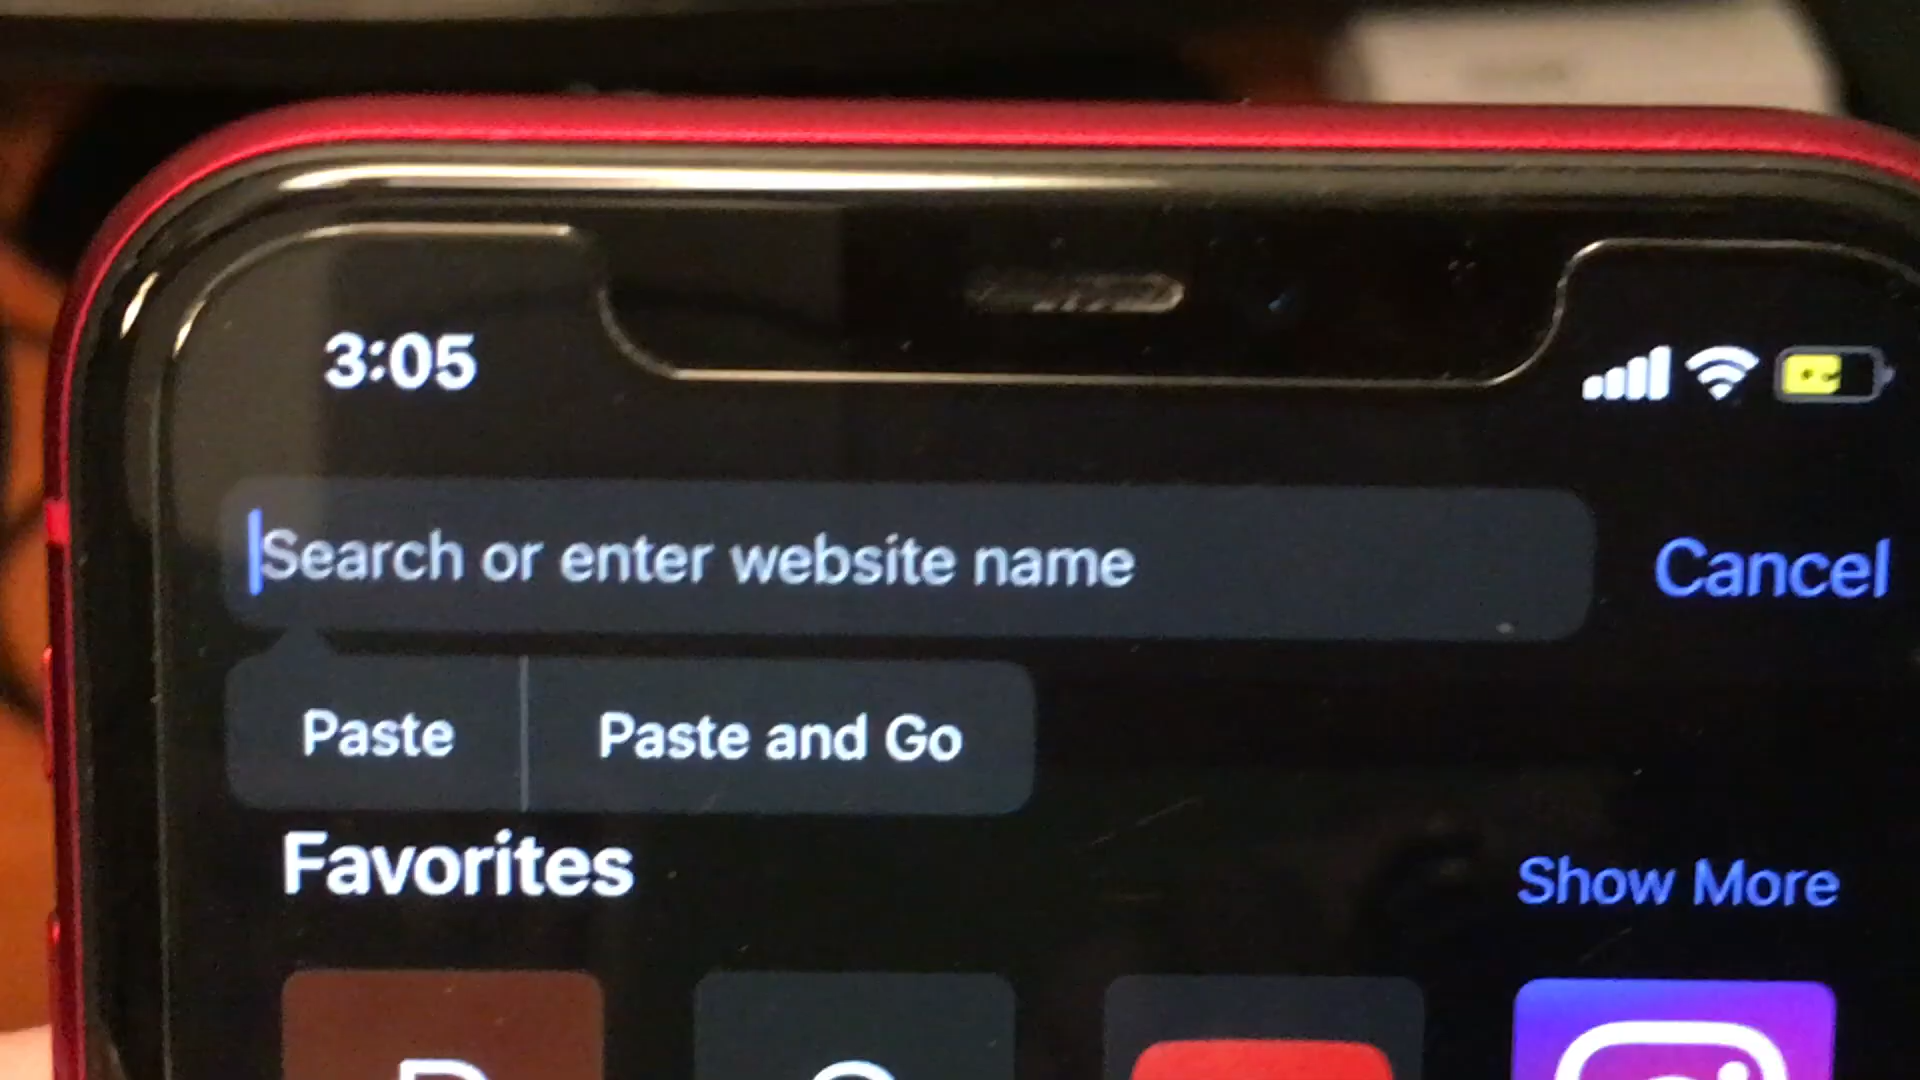 3:05
Search or enter website name
Cancel
Paste
Paste and Go
Favorites
Show More